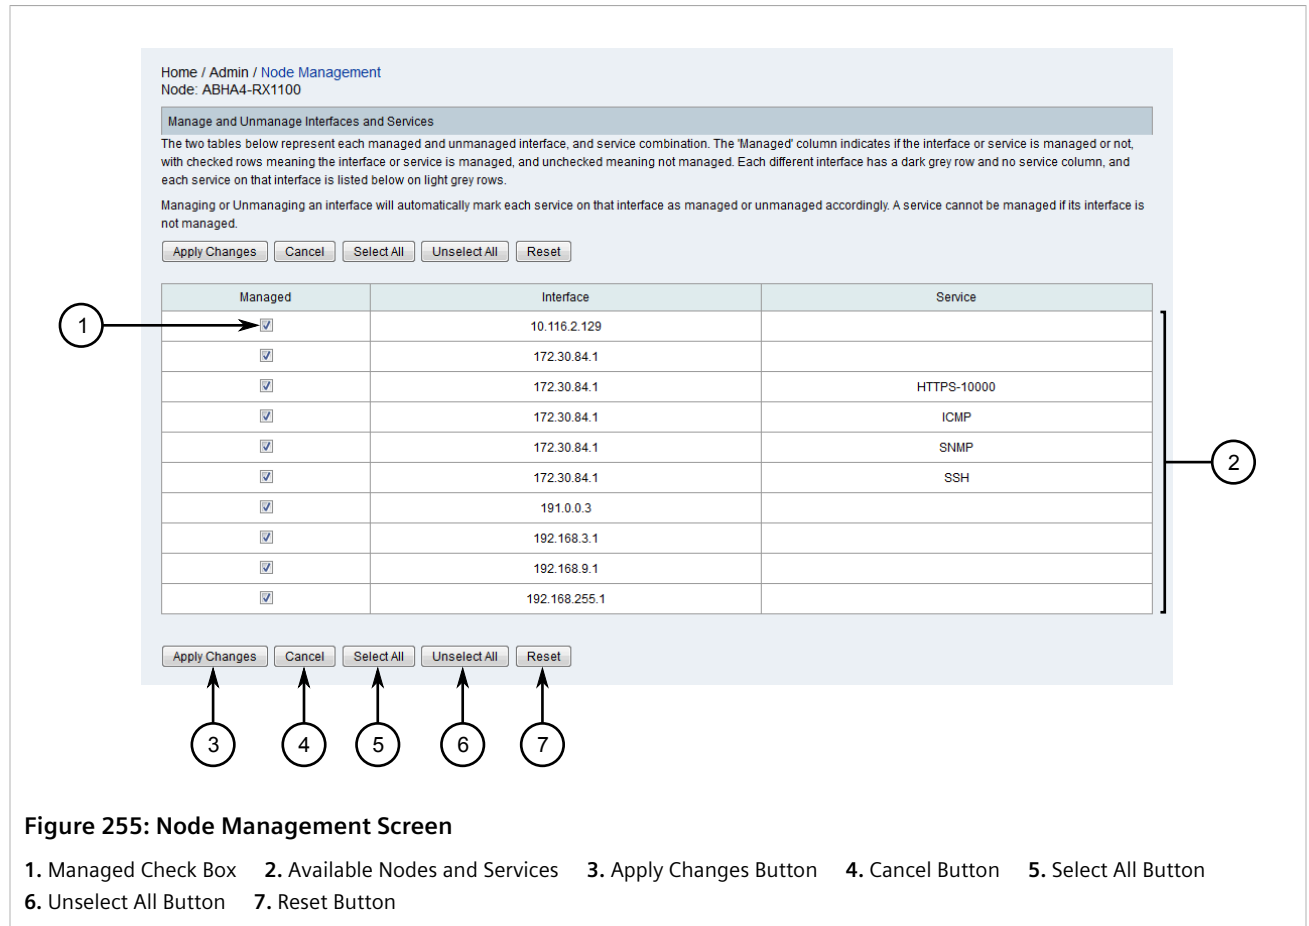 Home / Admin / Node Management
Node: ABHA4-RX1100
Manage and Unmanage Interfaces and Services
The two tables below represent each managed and unmanaged interface, and service combination. The 'Managed' column indicates if the interface or service is managed or not,
with checked rows meaning the interface or service is managed, and unchecked meaning not managed. Each different interface has a dark grey row and no service column, and
each service on that interface is listed below on light grey rows.
Managing or Unmanaging an interface will automatically mark each service on that interface as managed or unmanaged accordingly. A service cannot be managed if its interface is
not managed.
Apply Changes Cancel Select All Unselect All Reset
Managed Interface Service
1 10.116.2.129
172.30.84.1
172.30.84.1 HTTPS-10000
172.30.84.1 ICMP
172.30.84.1 SNMP
2
172.30.84.1 SSH
191.0.0.3
192.168.3.1
192.168.9.1
192.168.255.1
Apply Changes Cancel Select All Unselect All Reset
3 4 5 6 7
Figure 255: Node Management Screen
1. Managed Check Box 2. Available Nodes and Services 3. Apply Changes Button 4. Cancel Button 5. Select All Button
6. Unselect All Button 7. Reset Button